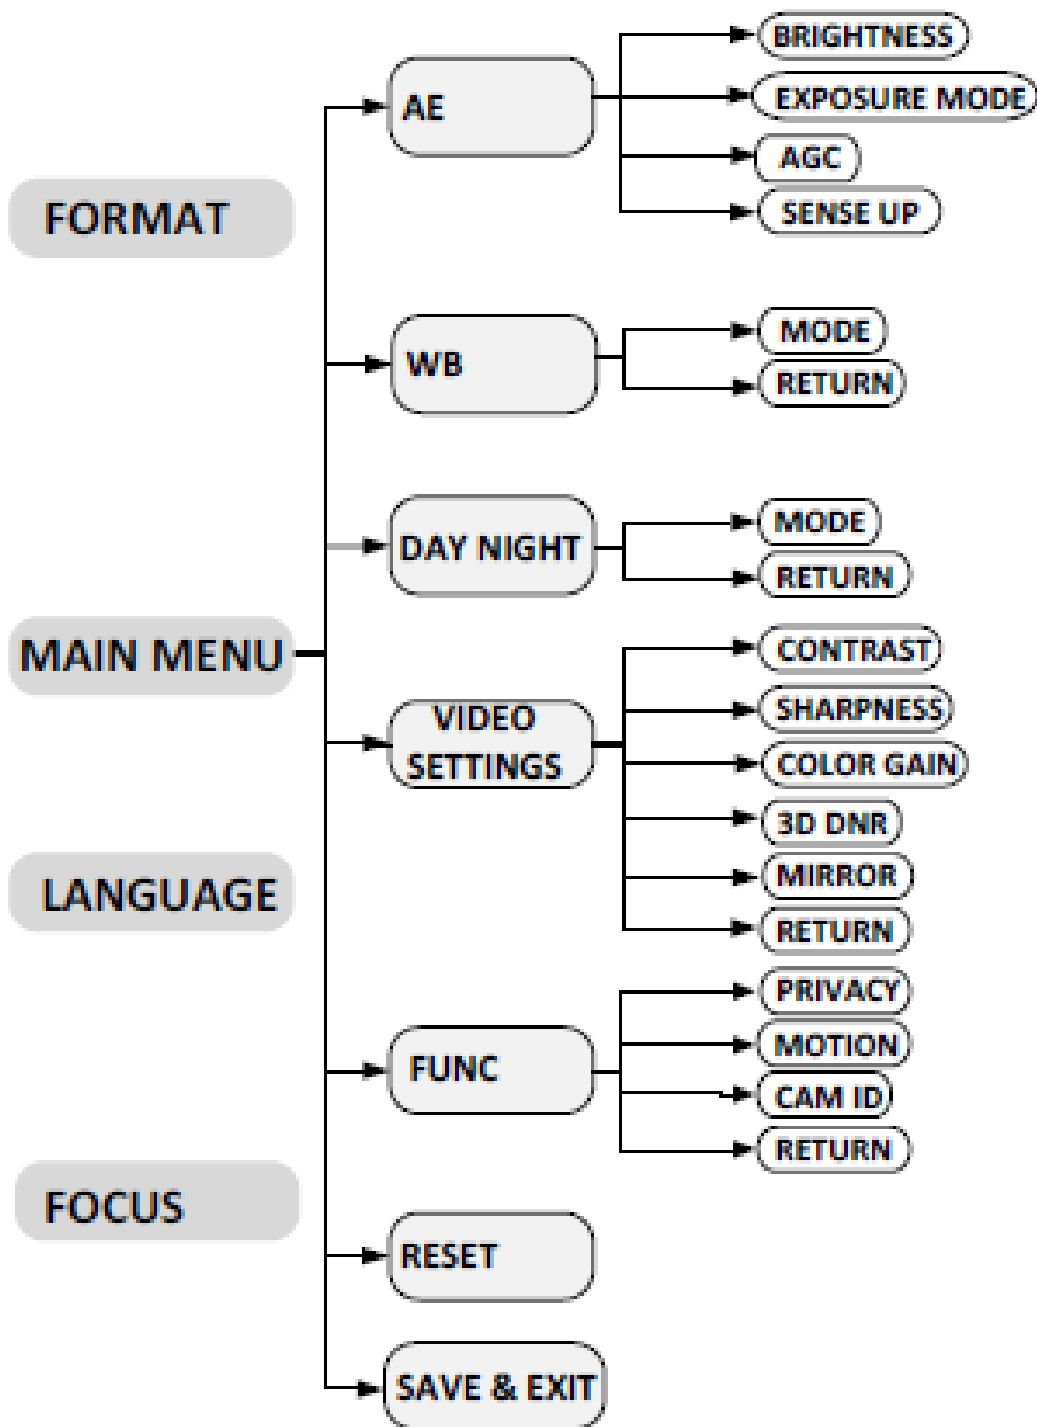 FORMAT
MAIN MENU
LANGUAGE
FOCUS
AE
BRIGHTNESS
EXPOSURE MODE
AGC
SENSE UP
WB
MODE
RETURN
DAY NIGHT
MODE
RETURN
VIDEO
SETTINGS
CONTRAST
SHARPNESS
COLOR GAIN
3D DNR
MIRROR
RETURN
FUNC
PRIVACY
MOTION
CAM ID
RETURN
RESET
SAVE & EXIT